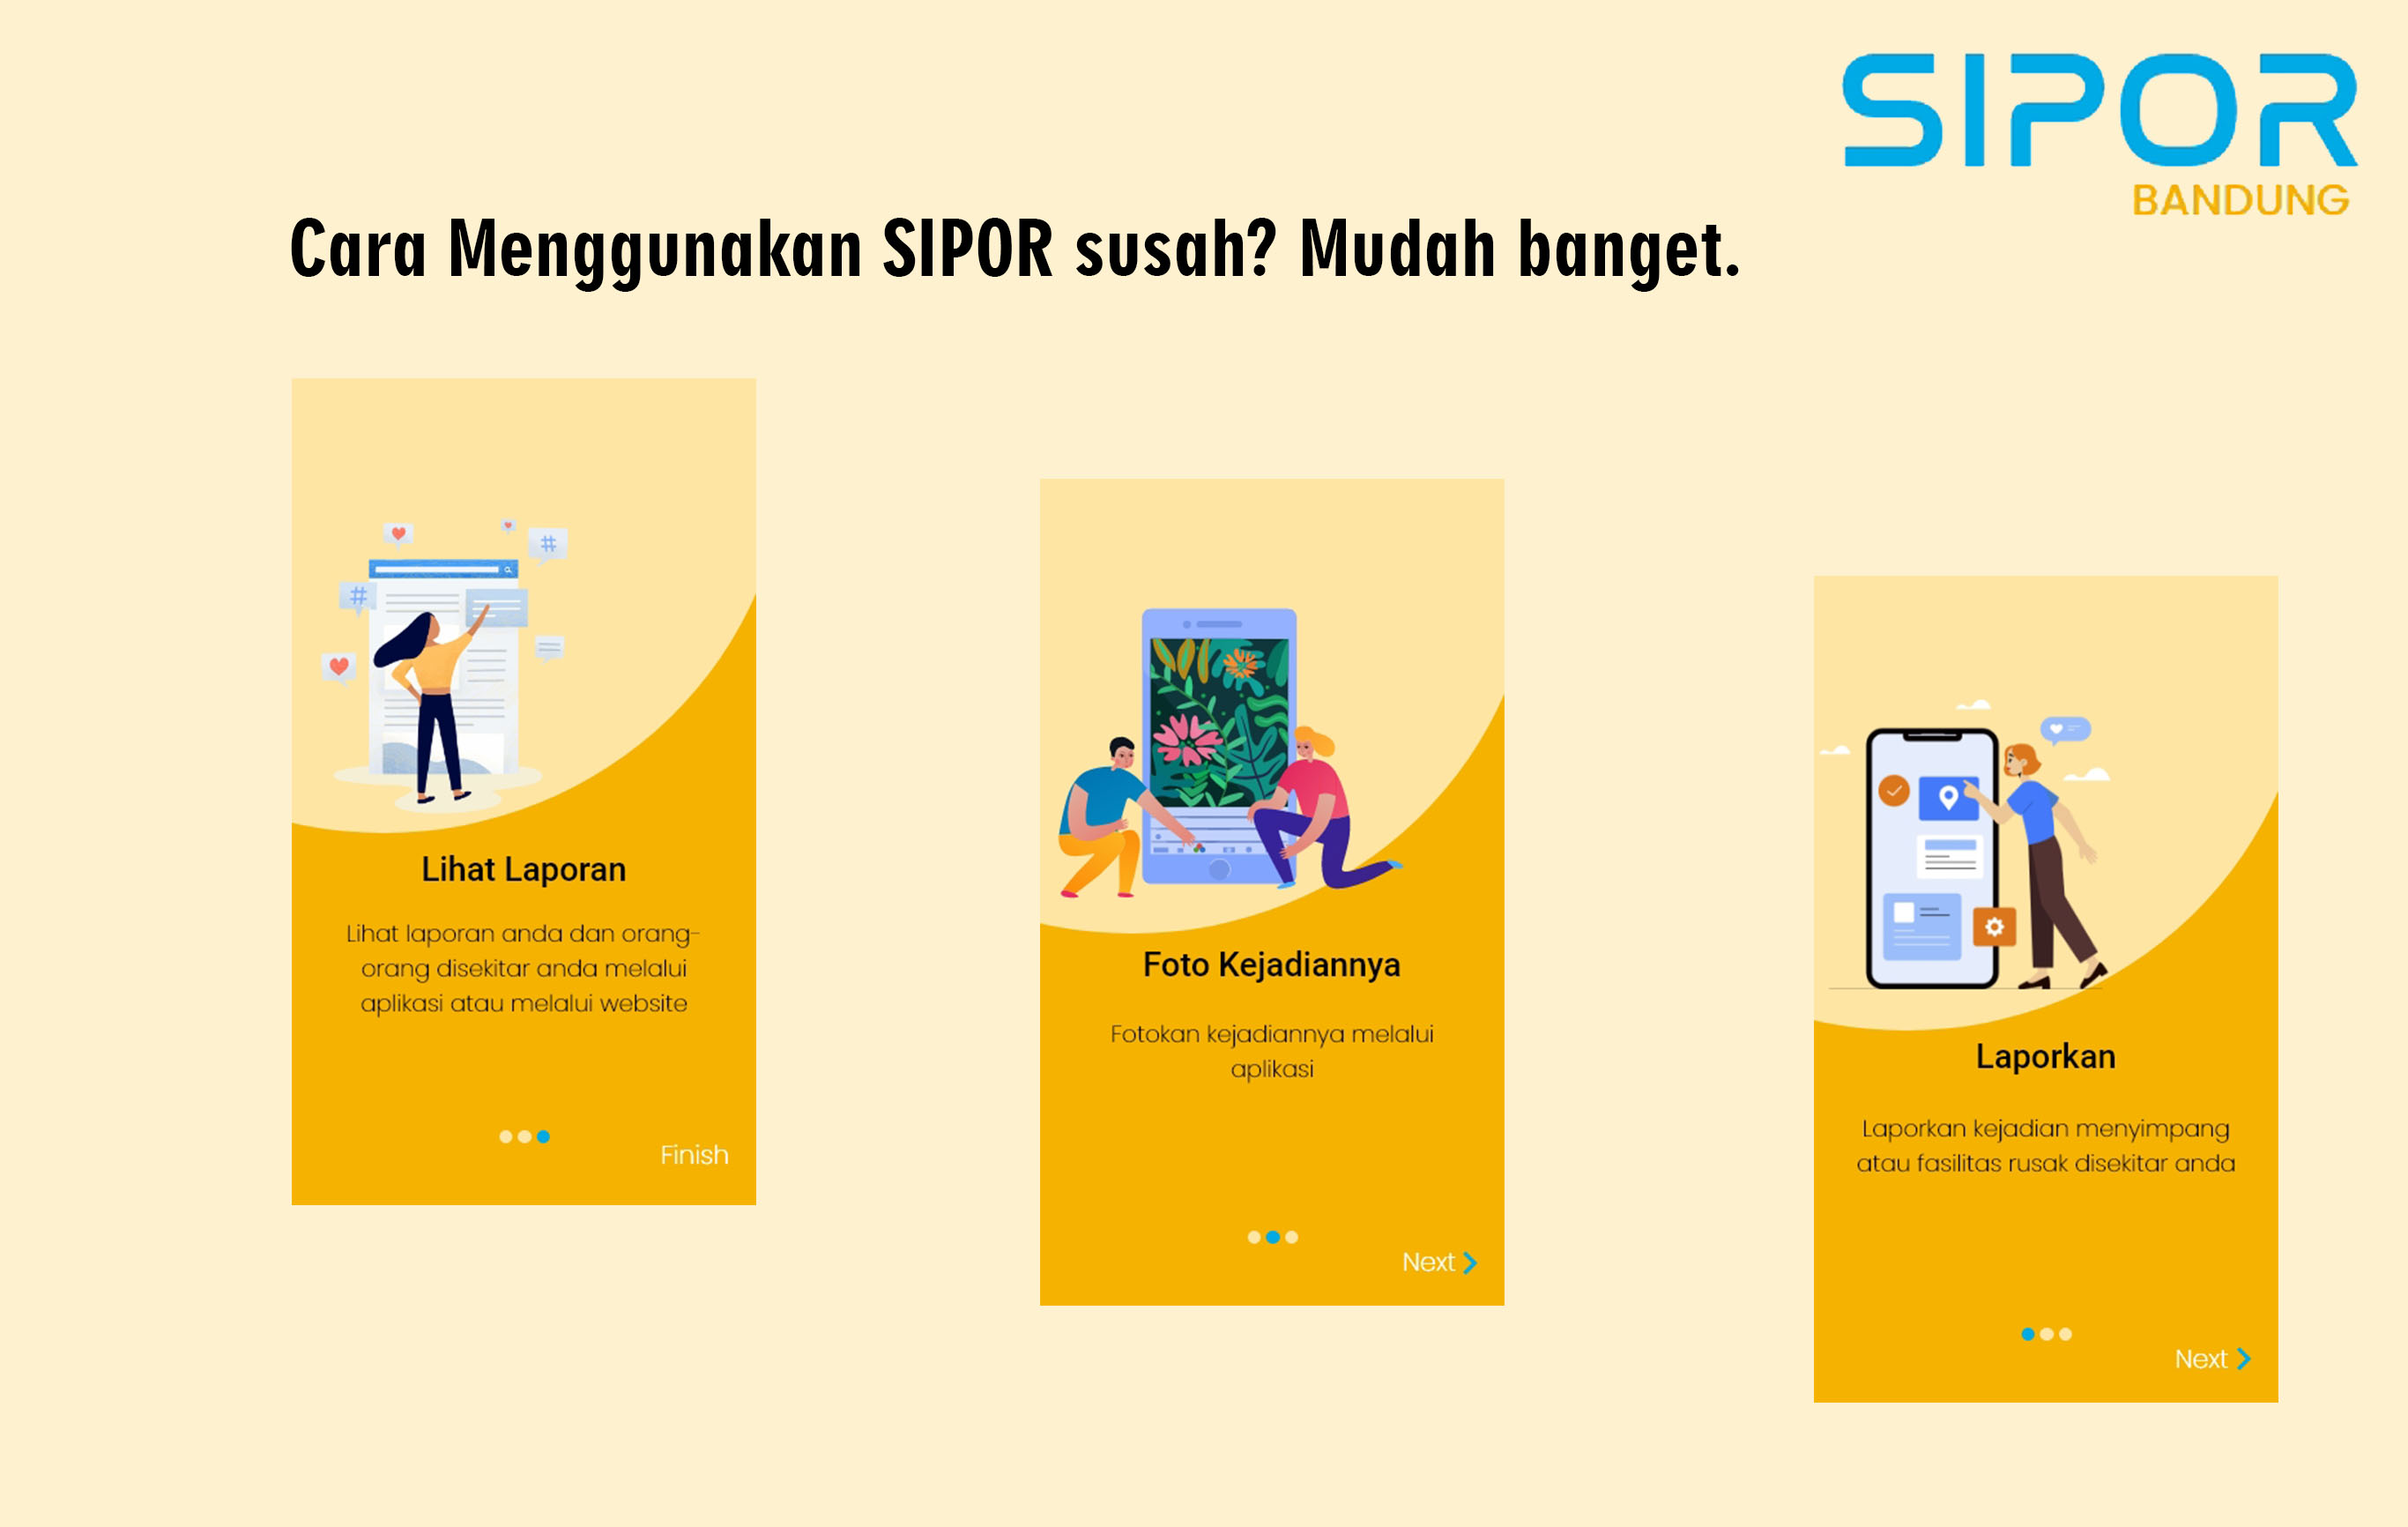 SIPOR
BANDUNG
Cara Menggunakan SIPOR susah? Mudah banget.
Lihat Laporan
Lihat laporan anda dan orang-
orang disekitar anda melalui
aplikasi atau melalui website
Finish
Foto Kejadiannya
Fotokan kejadiannya melalui
aplikasi
Next
Laporkan
Laporkan kejadian menyimpang
atau fasilitas rusak disekitar anda
Next